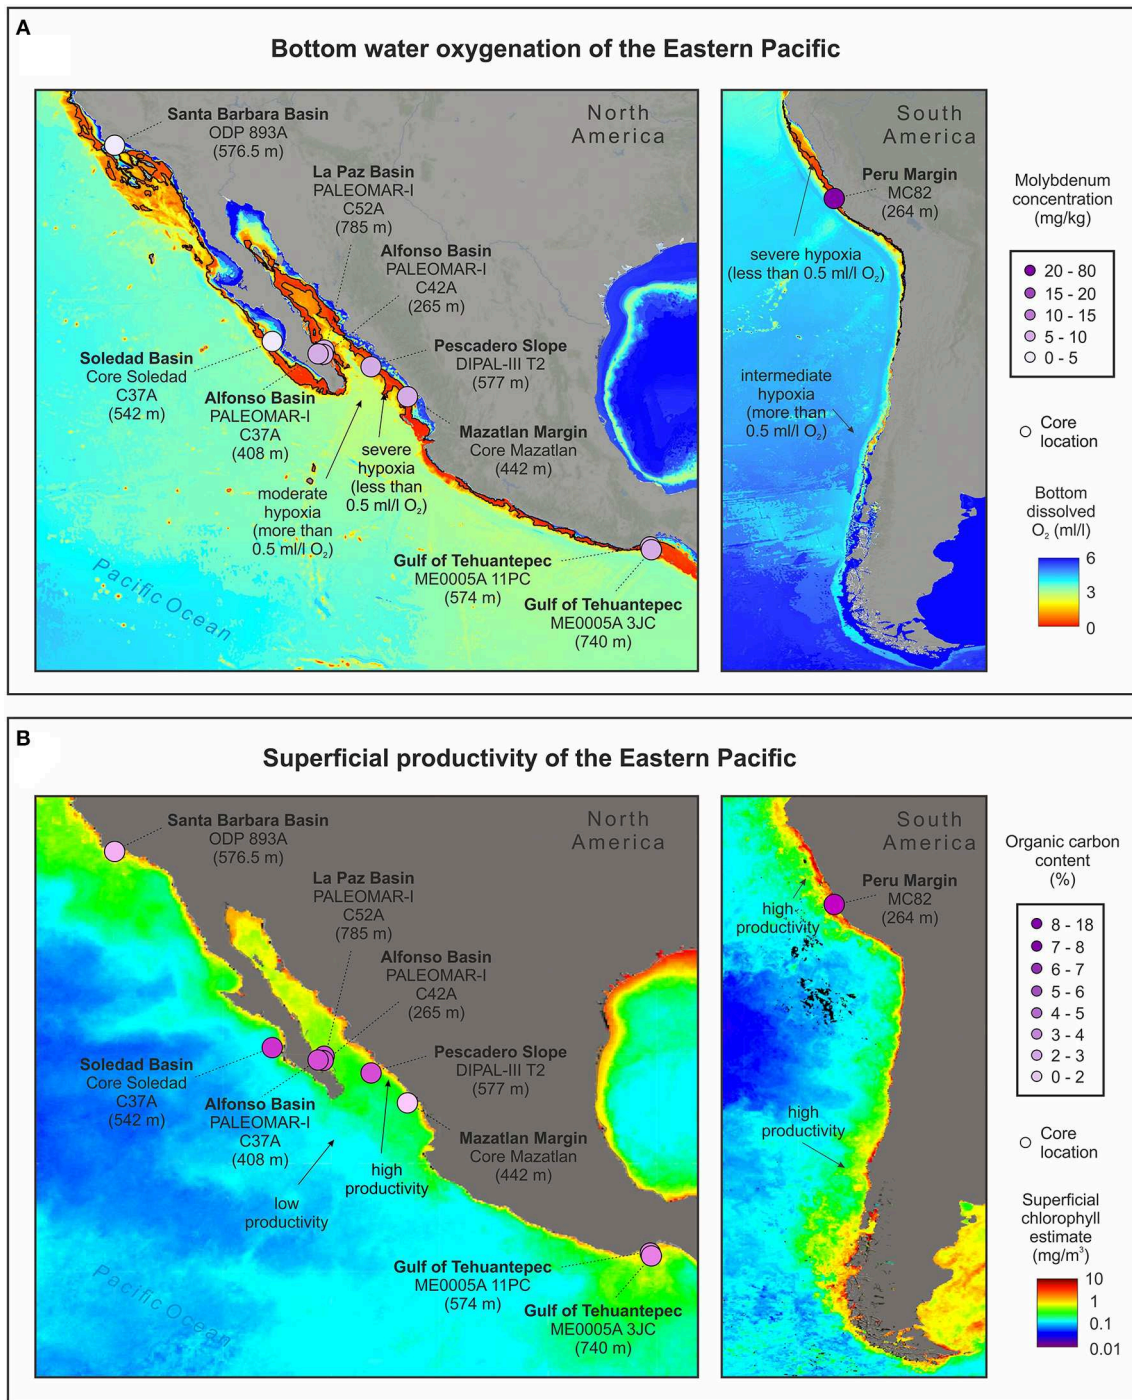 A
Bottom water oxygenation of the Eastern Pacific
North
America
Santa Barbara Basin
ODP 893A
(576.5 m)
La Paz Basin
PALEOMAR-I
C52A
(785 m)
Alfonso Basin
PALEOMAR-I
C42A
(265 m)
Pescadero Slope
DIPAL-III T2
(577 m)
Soledad Basin
Core Soledad
C37A
(542 m)
Alfonso Basin
PALEOMAR-I
C37A
(408 m)
Mazatlan Margin
Core Mazatlan
(442 m)
severe
hypoxia
(less than
0.5 ml/l O₂)
moderate
hypoxia
(more than
0.5 ml/l O₂)
Gulf of Tehuantepec
ME0005A 11PC
(574 m)
Gulf of Tehuantepec
ME0005A 3JC
(740 m)
Pacific Ocean
South
America
Peru Margin
MC82
(264 m)
severe hypoxia
(less than 0.5 ml/l O₂)
intermediate
hypoxia
(more than
0.5 ml/l O₂)
Molybdenum
concentration
(mg/kg)
20 - 80
15 - 20
10 - 15
5 - 10
0 - 5
Core
location
Bottom
dissolved
O₂ (ml/l)
6
3
0
B
Superficial productivity of the Eastern Pacific
North
America
Santa Barbara Basin
ODP 893A
(576.5 m)
La Paz Basin
PALEOMAR-I
C52A
(785 m)
Alfonso Basin
PALEOMAR-I
C42A
(265 m)
Pescadero Slope
DIPAL-III T2
(577 m)
Soledad Basin
Core Soledad
C37A
(542 m)
Alfonso Basin
PALEOMAR-I
C37A
(408 m)
Mazatlan Margin
Core Mazatlan
(442 m)
high
productivity
low
productivity
Gulf of Tehuantepec
ME0005A 11PC
(574 m)
Gulf of Tehuantepec
ME0005A 3JC
(740 m)
Pacific Ocean
South
America
Peru Margin
MC82
(264 m)
high
productivity
high
productivity
Organic carbon
content
(%)
8 - 18
7 - 8
6 - 7
5 - 6
4 - 5
3 - 4
2 - 3
0 - 2
Core
location
Superficial
chlorophyll
estimate
(mg/m³)
10
1
0.1
0.01